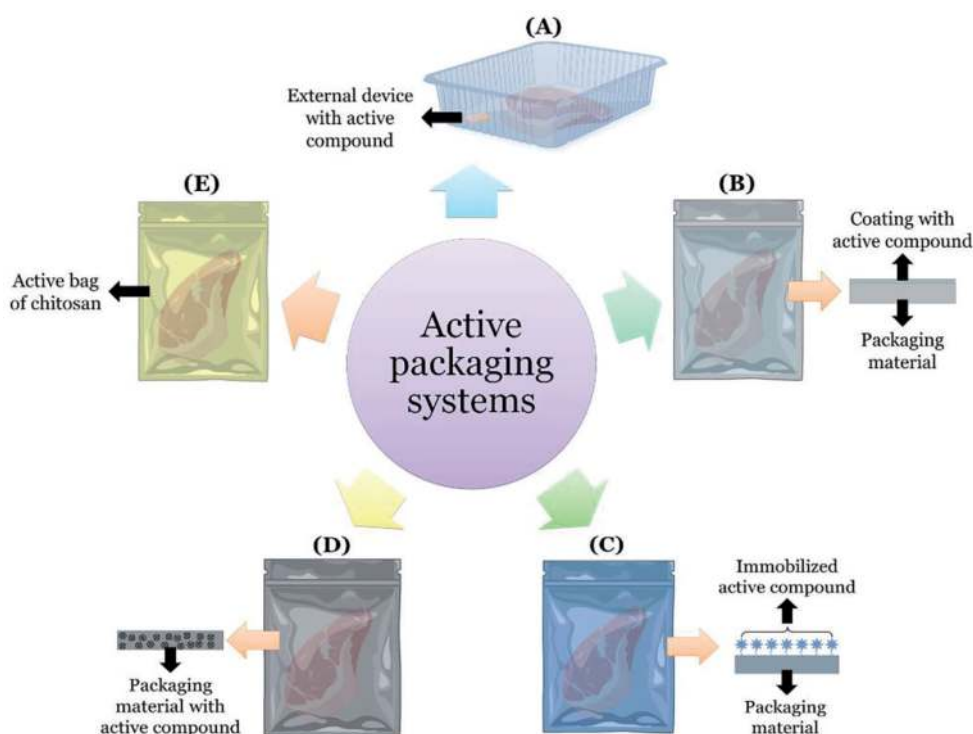 (A)
External device
with active
compound
(E)
Active bag
of chitosan
(B)
Coating with
active compound
Packaging
material
Active
packaging
systems
(D)
Packaging
material with
active compound
(C)
Immobilized
active compound
Packaging
material